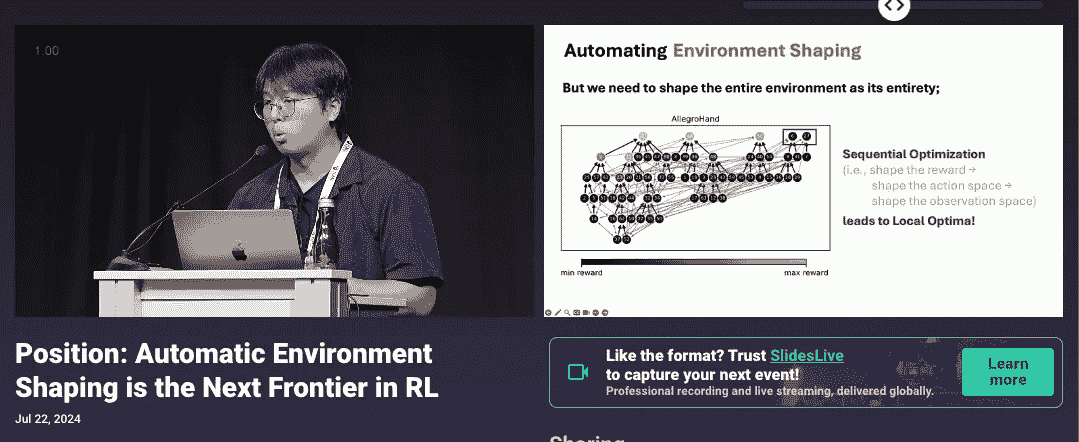 1.00
Automating Environment Shaping
But we need to shape the entire environment as its entirety;
AllegroHand
Sequential Optimization
(i.e., shape the reward →
shape the action space →
shape the observation space)
leads to Local Optima!
min reward
max reward
Position: Automatic Environment
Shaping is the Next Frontier in RL
Jul 22, 2024
Like the format? Trust SlidesLive
to capture your next event!
Professional recording and live streaming, delivered globally.
Learn
more